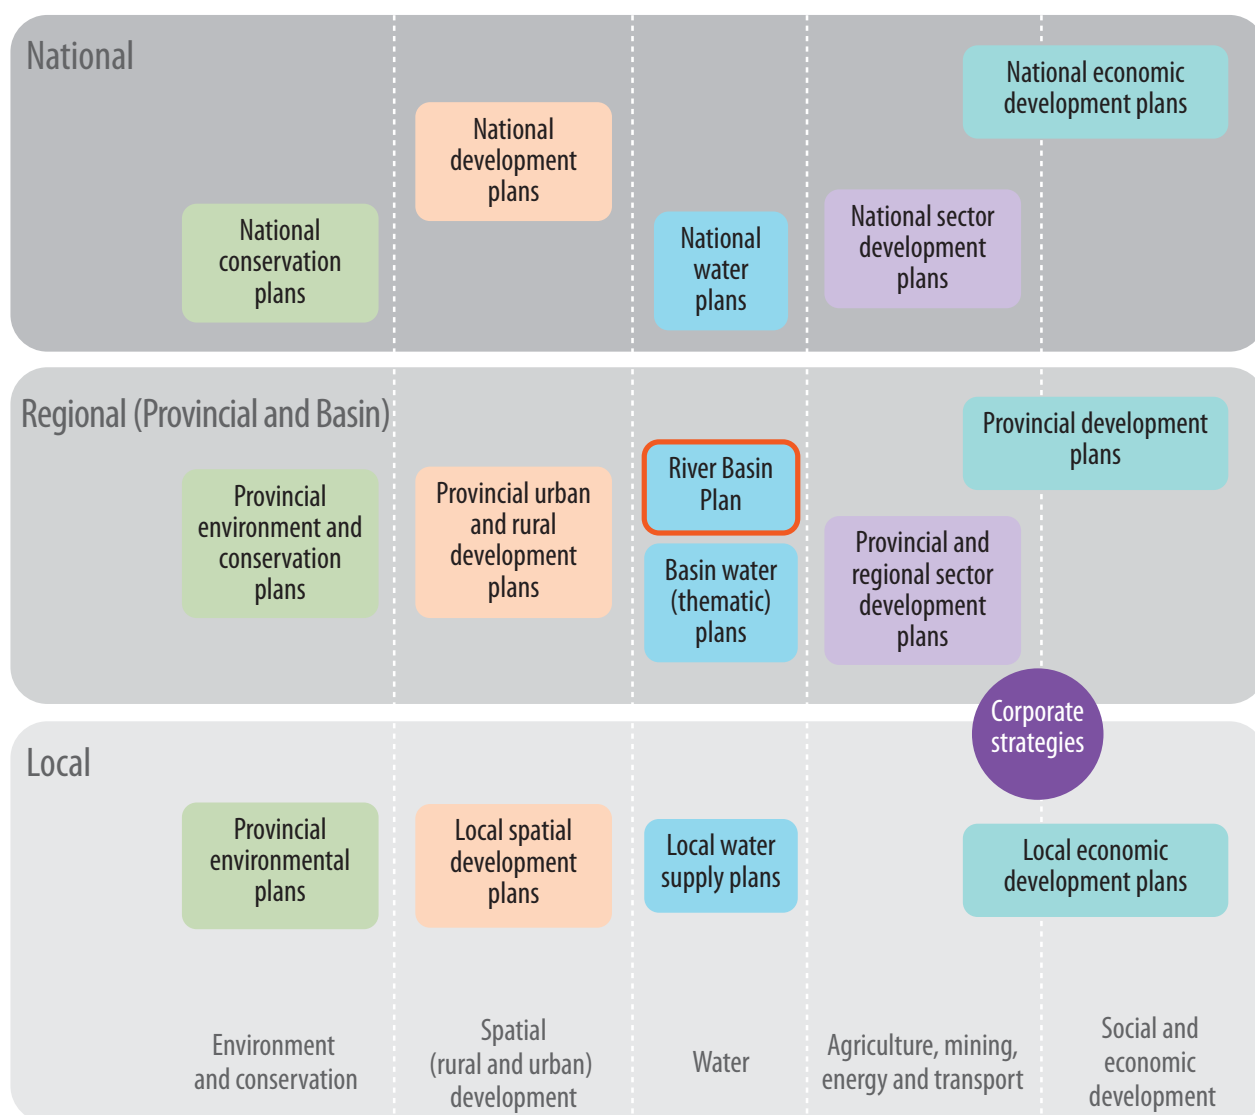 National
National economic
development plans
National
development
plans
National
conservation
plans
National
water
plans
National sector
development
plans
Regional (Provincial and Basin)
Provincial development
plans
Provincial
environment and
conservation
plans
Provincial urban
and rural
development
plans
River Basin
Plan
Basin water
(thematic)
plans
Provincial and
regional sector
development
plans
Corporate
strategies
Local
Provincial
environmental
plans
Local spatial
development
plans
Local water
supply plans
Local economic
development plans
Environment
and conservation
Spatial
(rural and urban)
development
Water
Agriculture, mining,
energy and transport
Social and
economic
development